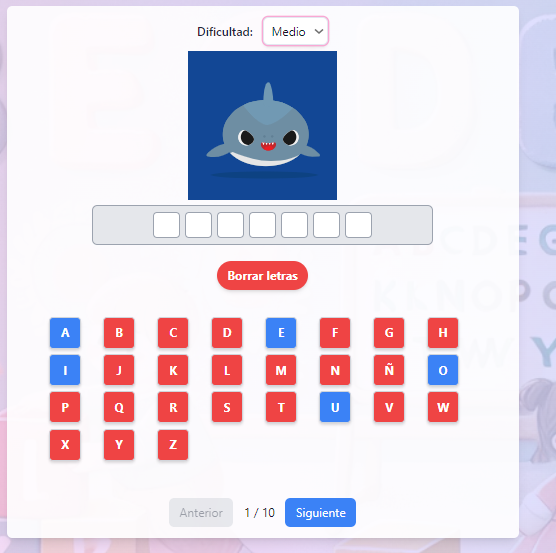 Dificultad: Medio
Borrar letras
A B C D E F G H
I J K L M N Ñ O
P Q R S T U V W
X Y Z
Anterior 1 / 10 Siguiente